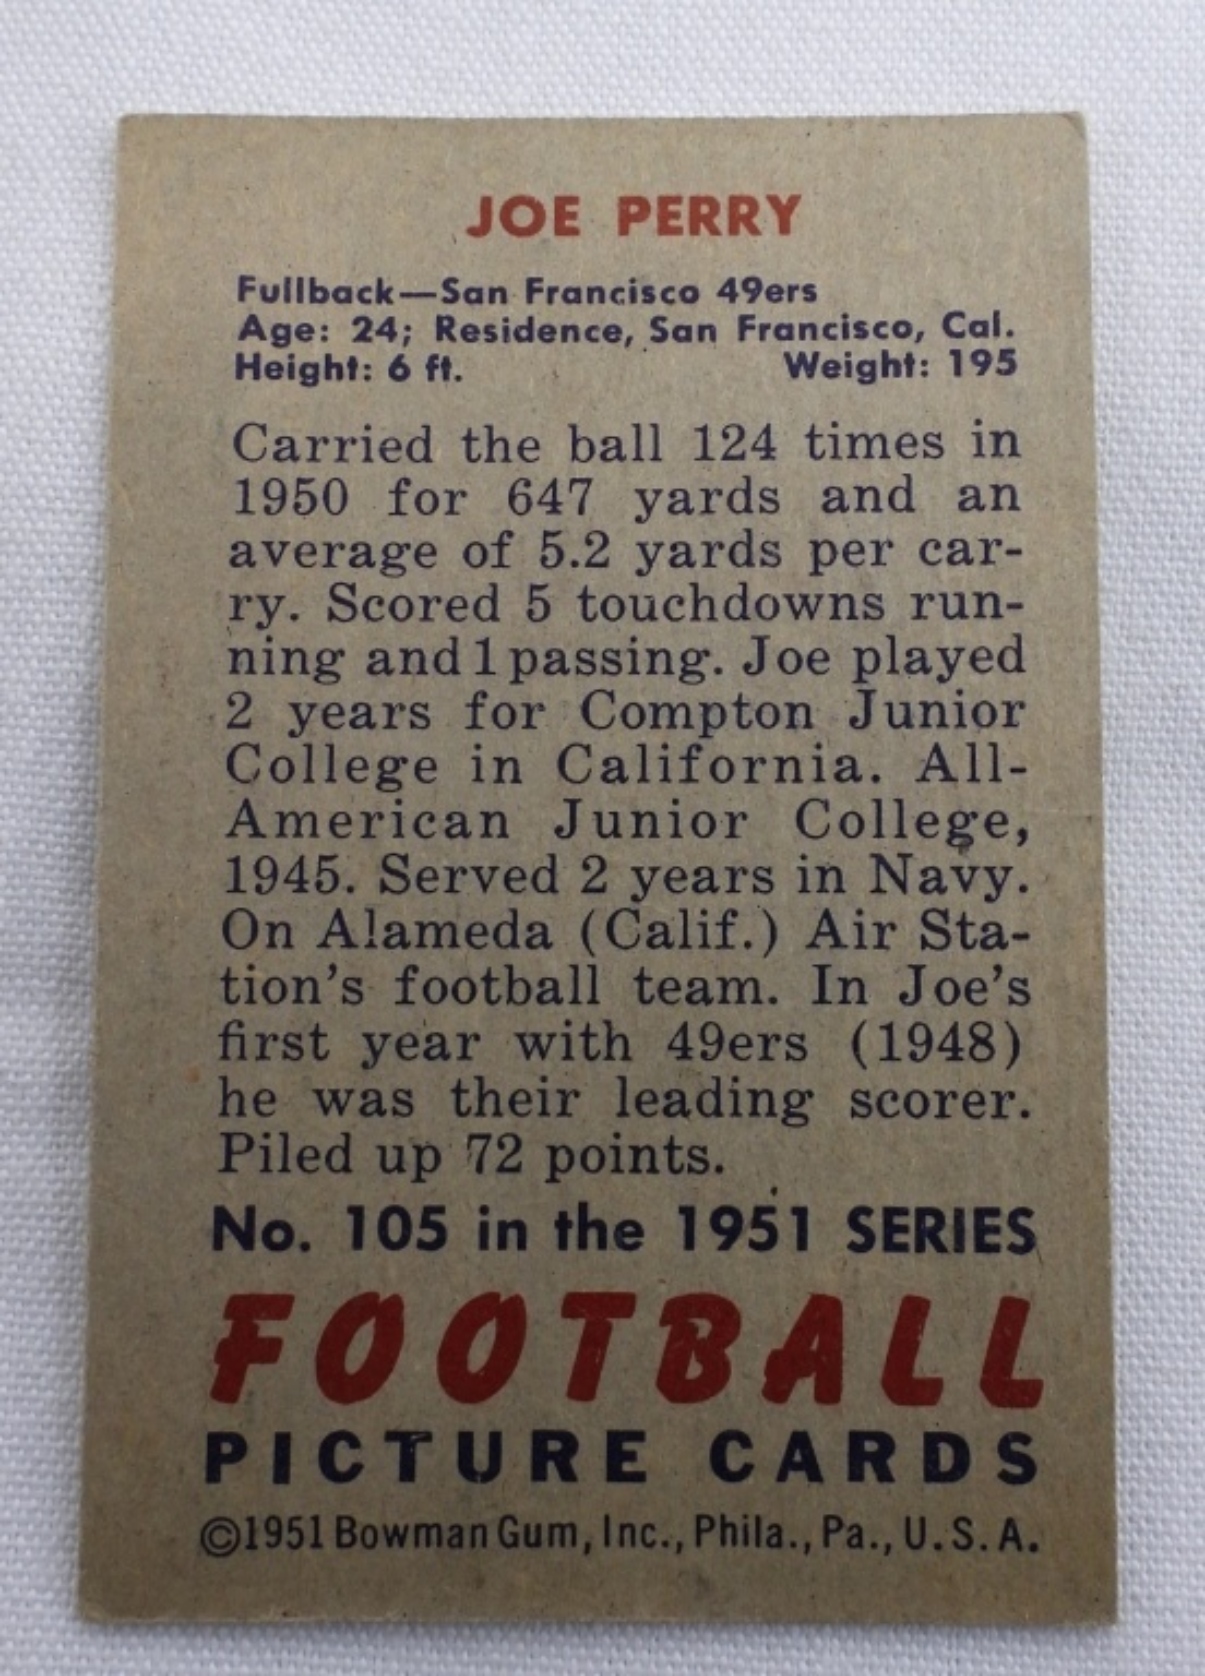 JOE PERRY
Fullback—San Francisco 49ers
Age: 24; Residence, San Francisco, Cal.
Height: 6 ft. Weight: 195
Carried the ball 124 times in
1950 for 647 yards and an
average of 5.2 yards per car-
ry. Scored 5 touchdowns run-
ning and 1 passing. Joe played
2 years for Compton Junior
College in California. All-
American Junior College,
1945. Served 2 years in Navy.
On Alameda (Calif.) Air Sta-
tion's football team. In Joe's
first year with 49ers (1948)
he was their leading scorer.
Piled up 72 points.
No. 105 in the 1951 SERIES
FOOTBALL
PICTURE CARDS
©1951 Bowman Gum, Inc., Phila., Pa., U.S.A.